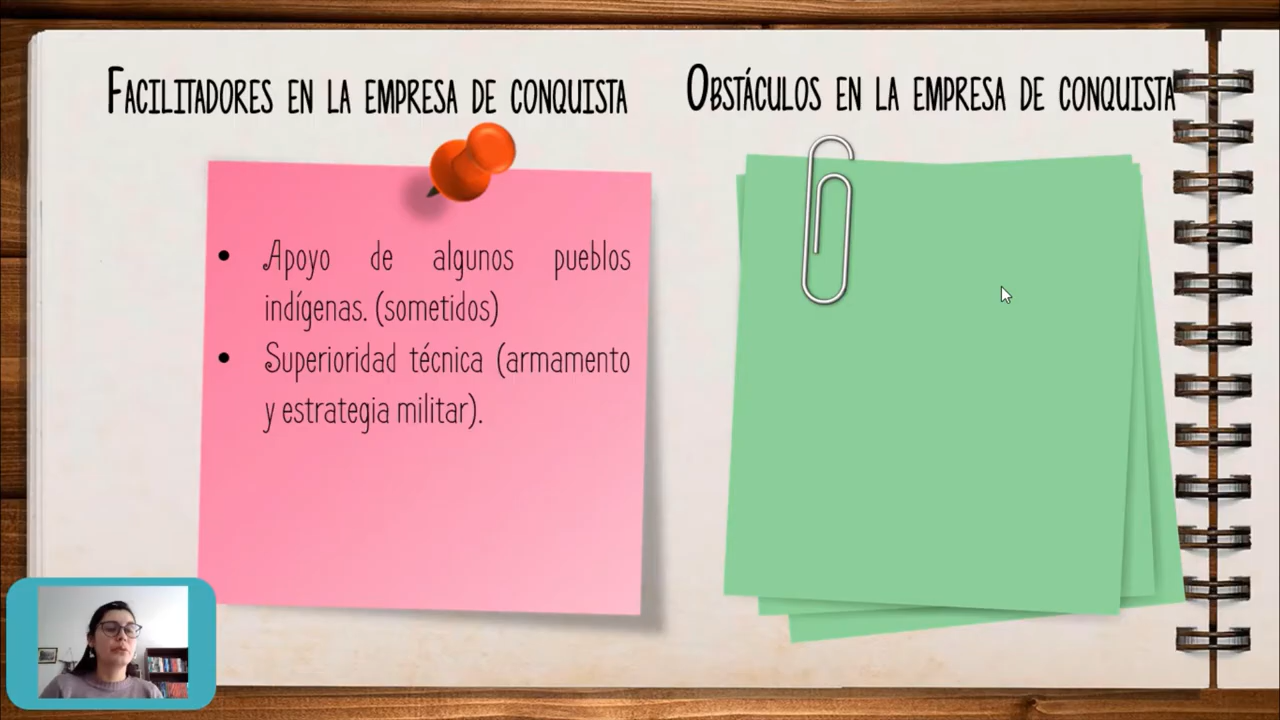 Facilitadores en la empresa de conquista
Obstáculos en la empresa de conquista
• Apoyo de algunos pueblos
indígenas. (sometidos)
• Superioridad técnica (armamento
y estrategia militar).